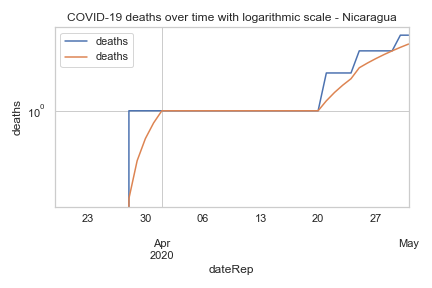 COVID-19 deaths over time with logarithmic scale - Nicaragua
deaths
deaths
deaths
10⁰
23 30 06 13 20 27
Apr May
2020
dateRep